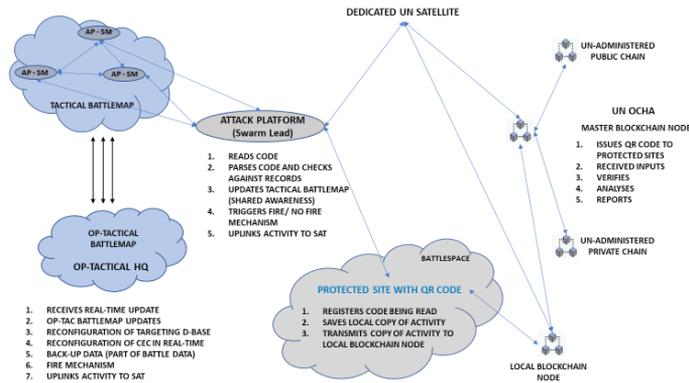 DEDICATED UN SATELLITE
AP - SM
AP - SM
AP - SM
TACTICAL BATTLEMAP
ATTACK PLATFORM
(Swarm Lead)
1. READS CODE
2. PARSES CODE AND CHECKS
AGAINST RECORDS
3. UPDATES TACTICAL BATTLEMAP
(SHARED AWARENESS)
4. TRIGGERS FIRE/ NO FIRE
MECHANISM
5. UPLINKS ACTIVITY TO SAT
UN-ADMINISTERED
PUBLIC CHAIN
UN OCHA
MASTER BLOCKCHAIN NODE
1. ISSUES QR CODE TO
PROTECTED SITES
2. RECEIVED INPUTS
3. VERIFIES
4. ANALYSES
5. REPORTS
UN-ADMINISTERED
PRIVATE CHAIN
OP-TACTICAL
BATTLEMAP
OP-TACTICAL HQ
BATTLESPACE
PROTECTED SITE WITH QR CODE
1. REGISTERS CODE BEING READ
2. SAVES LOCAL COPY OF ACTIVITY
3. TRANSMITS COPY OF ACTIVITY TO
LOCAL BLOCKCHAIN NODE
1. RECEIVES REAL-TIME UPDATE
2. OP-TAC BATTLEMAP UPDATES
3. RECONFIGURATION OF TARGETING D-BASE
4. RECONFIGURATION OF CEC IN REAL-TIME
5. BACK-UP DATA (PART OF BATTLE DATA)
6. FIRE MECHANISM
7. UPLINKS ACTIVITY TO SAT
LOCAL BLOCKCHAIN
NODE